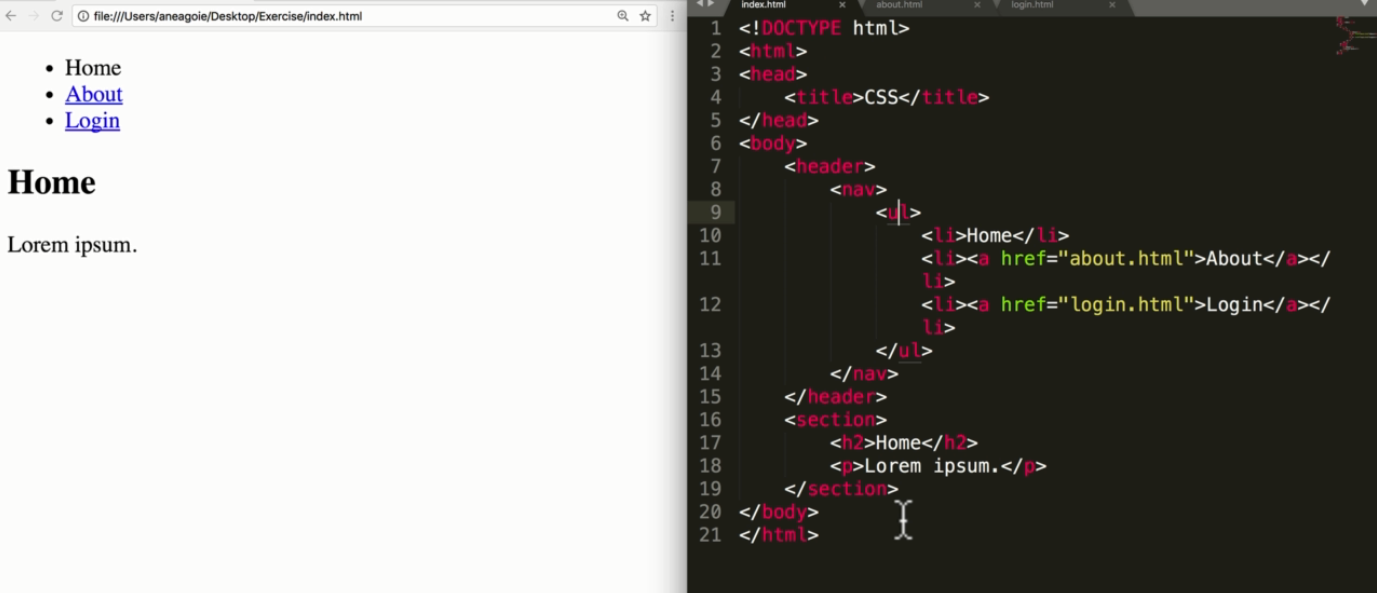 file:///Users/aneagoie/Desktop/Exercise/index.html
• Home
• About
• Login
Home
Lorem ipsum.
index.html × about.html × login.html ×
1 <!DOCTYPE html>
2 <html>
3 <head>
4 <title>CSS</title>
5 </head>
6 <body>
7 <header>
8 <nav>
9 <ul>
10 <li>Home</li>
11 <li><a href="about.html">About</a></
li>
12 <li><a href="login.html">Login</a></
li>
13 </ul>
14 </nav>
15 </header>
16 <section>
17 <h2>Home</h2>
18 <p>Lorem ipsum.</p>
19 </section>
20 </body>
21 </html>